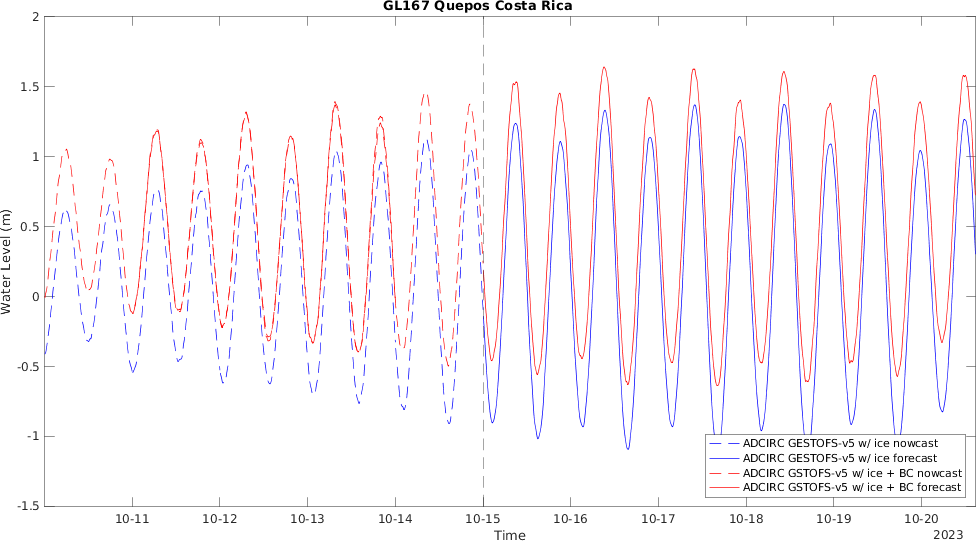 GL167 Quepos Costa Rica
2
1.5
1
0.5
0
-0.5
-1
-1.5
Water Level (m)
10-11 10-12 10-13 10-14 10-15 10-16 10-17 10-18 10-19 10-20
Time
2023
ADCIRC GESTOFS-v5 w/ ice nowcast
ADCIRC GESTOFS-v5 w/ ice forecast
ADCIRC GSTOFS-v5 w/ ice + BC nowcast
ADCIRC GSTOFS-v5 w/ ice + BC forecast